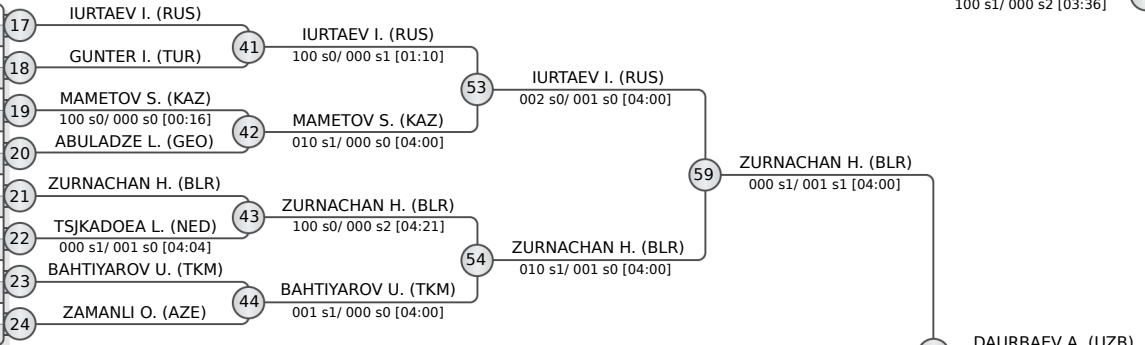 100 s1/ 000 s2 [03:36]
17
IURTAEV I. (RUS)
41
IURTAEV I. (RUS)
100 s0/ 000 s1 [01:10]
18
GUNTER I. (TUR)
53
IURTAEV I. (RUS)
002 s0/ 001 s0 [04:00]
19
MAMETOV S. (KAZ)
100 s0/ 000 s0 [00:16]
42
MAMETOV S. (KAZ)
010 s1/ 000 s0 [04:00]
20
ABULADZE L. (GEO)
59
ZURNACHAN H. (BLR)
000 s1/ 001 s1 [04:00]
21
ZURNACHAN H. (BLR)
43
ZURNACHAN H. (BLR)
100 s0/ 000 s2 [04:21]
22
TSJKADOEA L. (NED)
000 s1/ 001 s0 [04:04]
54
ZURNACHAN H. (BLR)
010 s1/ 001 s0 [04:00]
23
BAHTIYAROV U. (TKM)
44
BAHTIYAROV U. (TKM)
001 s1/ 000 s0 [04:00]
24
ZAMANLI O. (AZE)
DAURBAEV A. (UZB)